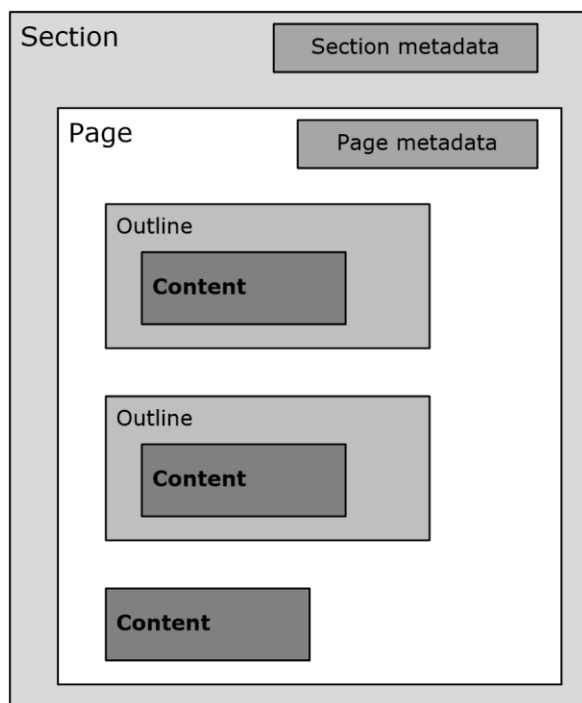 Section
Section metadata
Page
Page metadata
Outline
Content
Outline
Content
Content